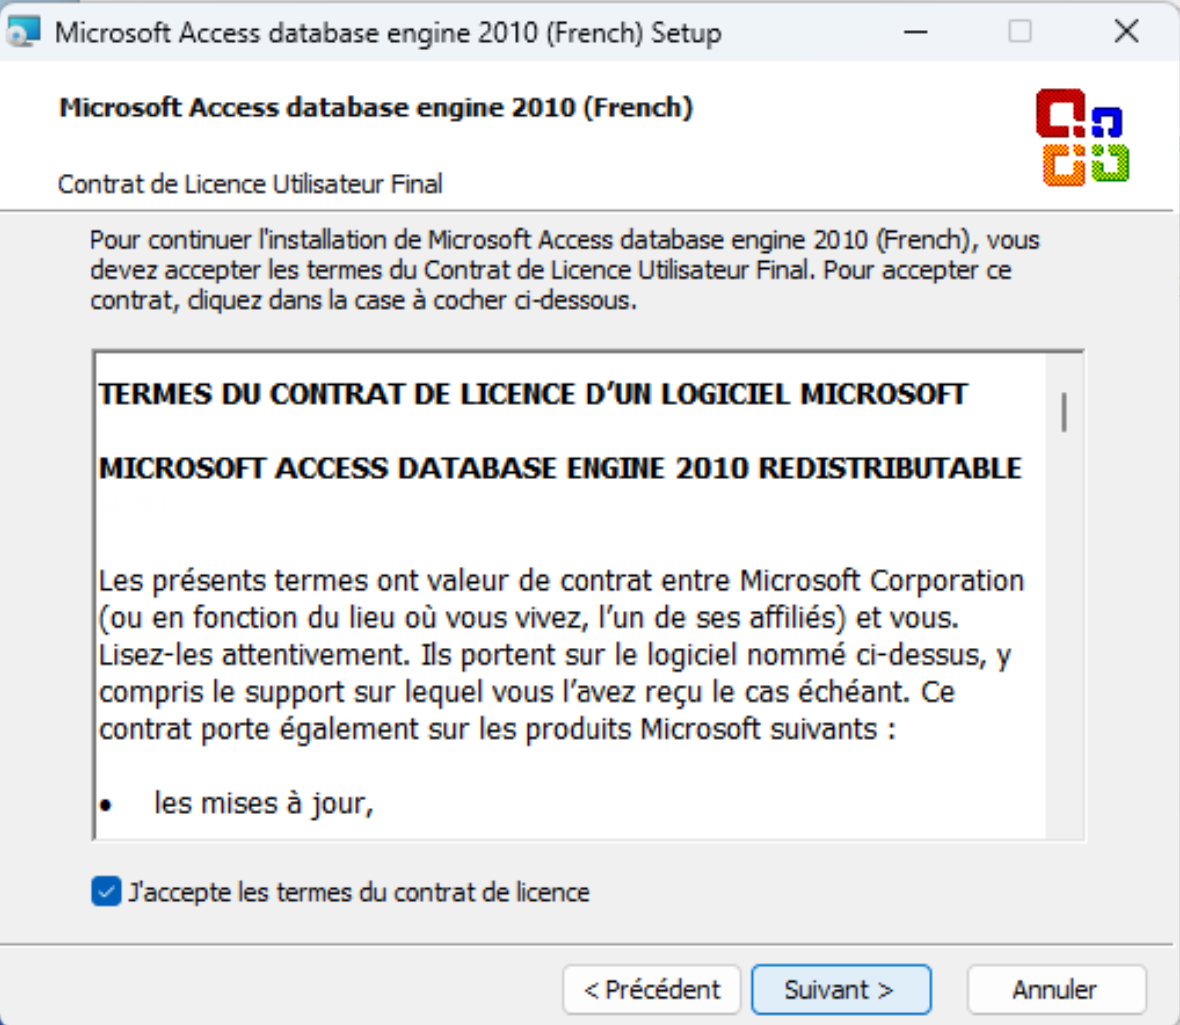 Microsoft Access database engine 2010 (French) Setup
Microsoft Access database engine 2010 (French)
Contrat de Licence Utilisateur Final
Pour continuer l'installation de Microsoft Access database engine 2010 (French), vous
devez accepter les termes du Contrat de Licence Utilisateur Final. Pour accepter ce
contrat, cliquez dans la case à cocher ci-dessous.
TERMES DU CONTRAT DE LICENCE D’UN LOGICIEL MICROSOFT
MICROSOFT ACCESS DATABASE ENGINE 2010 REDISTRIBUTABLE
Les présents termes ont valeur de contrat entre Microsoft Corporation
(ou en fonction du lieu où vous vivez, l’un de ses affiliés) et vous.
Lisez-les attentivement. Ils portent sur le logiciel nommé ci-dessus, y
compris le support sur lequel vous l’avez reçu le cas échéant. Ce
contrat porte également sur les produits Microsoft suivants :
• les mises à jour,
J'accepte les termes du contrat de licence
< Précédent Suivant > Annuler